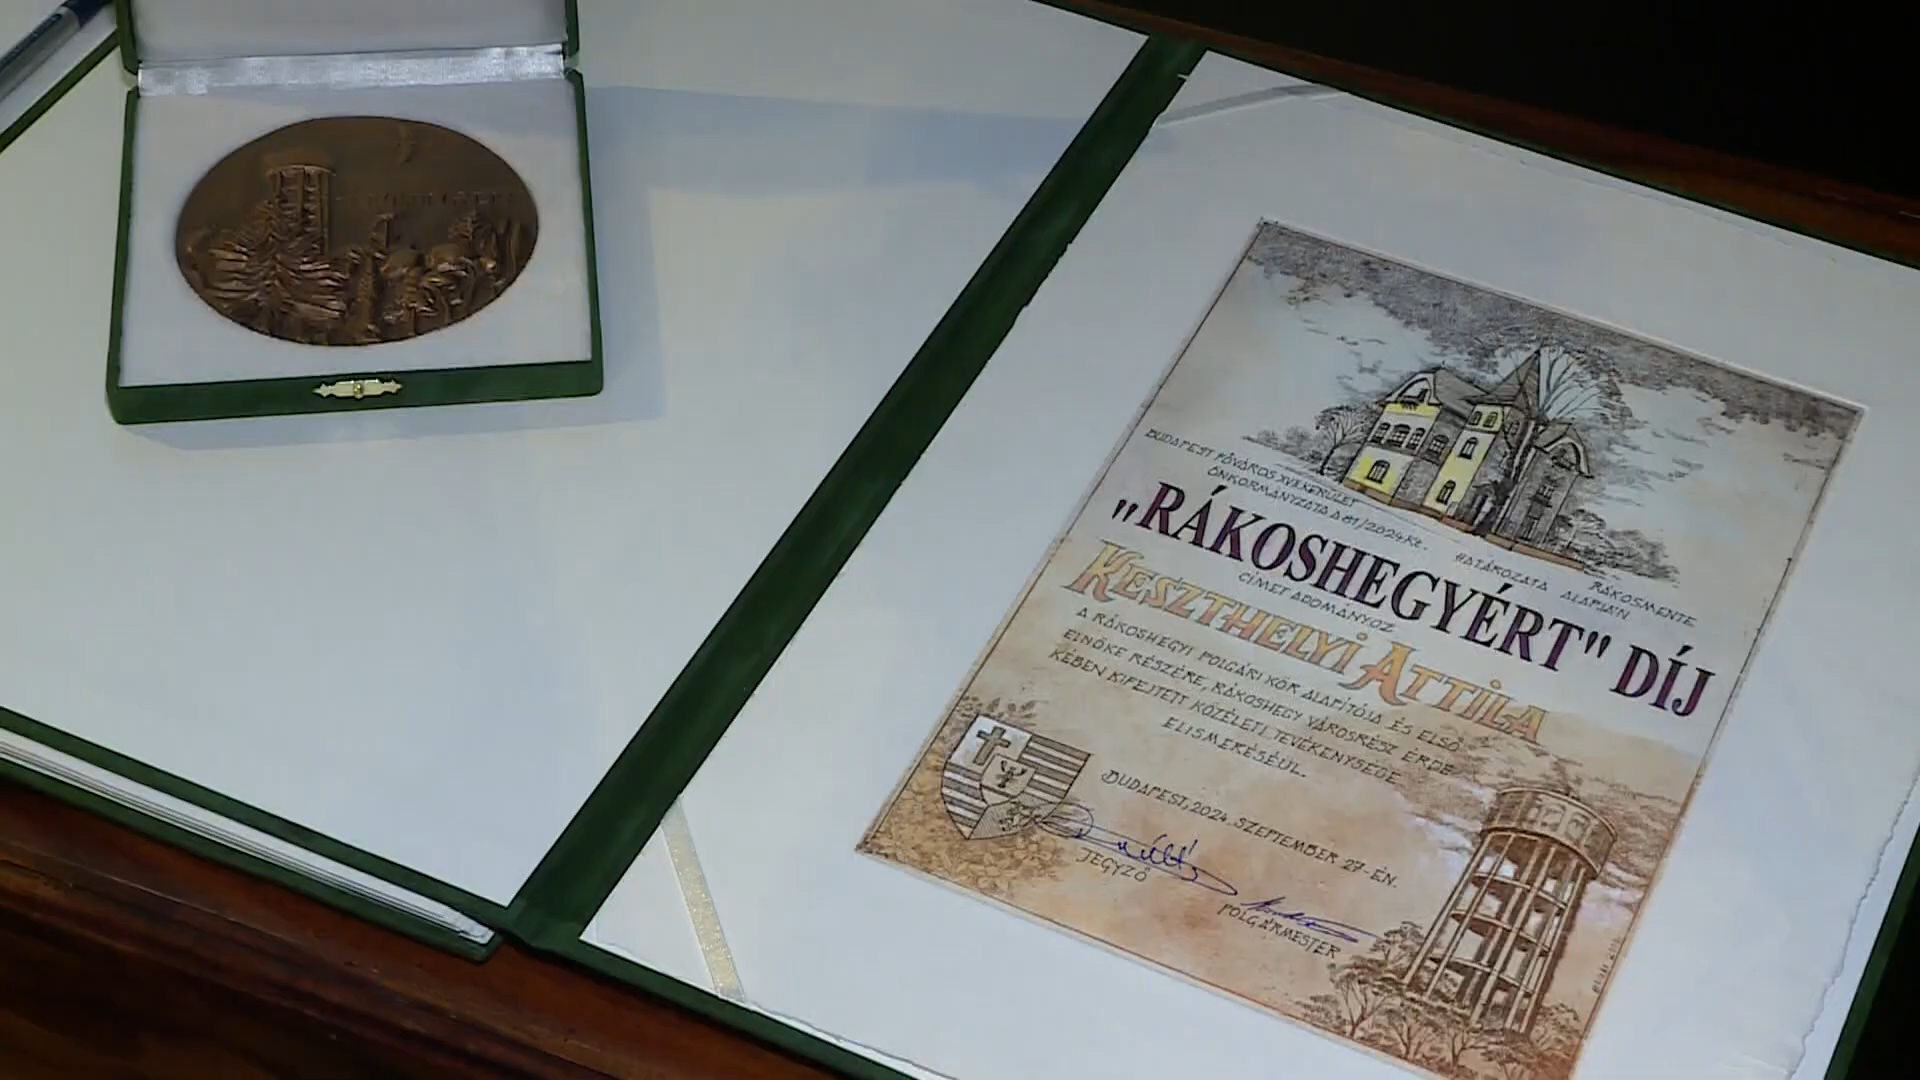 BUDAPEST FŐVÁROS XVII.KERÜLET RÁKOSMENTE
ÖNKORMÁNYZATA A 81/2024 Kt. HATÁROZATA ALAPJÁN
„RÁKOSHEGYÉRT" DÍJ
CÍMET ADOMÁNYOZ
KESZTHELYI ATTILA
A RÁKOSHEGYI POLGÁRI KÖR ALAPÍTÓJA ÉS ELSŐ
ELNÖKE RÉSZÉRE, RÁKOSHEGY VÁROSRÉSZ ÉRDE-
KÉBEN KIFEJTETT KÖZÉLETI TEVÉKENYSÉGE
ELISMERÉSÉÜL.
BUDAPEST, 2024. SZEPTEMBER 27-ÉN.
JEGYZŐ
POLGÁRMESTER